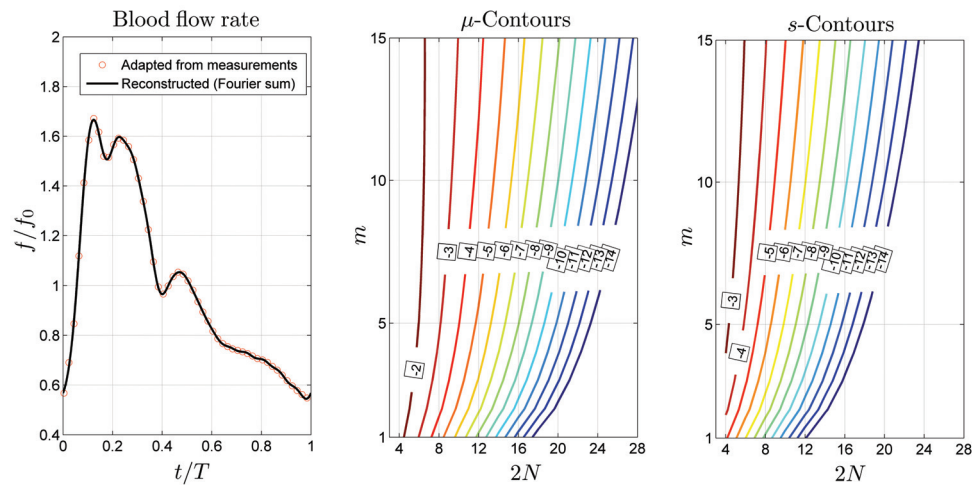 Blood flow rate
2
1.8
1.6
1.4
1.2
1
0.8
0.6
0.4
f/f0
Adapted from measurements
Reconstructed (Fourier sum)
0 0.2 0.4 0.6 0.8 1
t/T
μ-Contours
15
10
5
1
m
-2
-3 -4 -5 -6 -7 -8 -9 -10 -11 -12 -13 -14
4 8 12 16 20 24 28
2N
s-Contours
15
10
5
1
m
-5 -6 -7 -8 -9 -10 -11 -12 -13 -14
-3
-4
4 8 12 16 20 24 28
2N